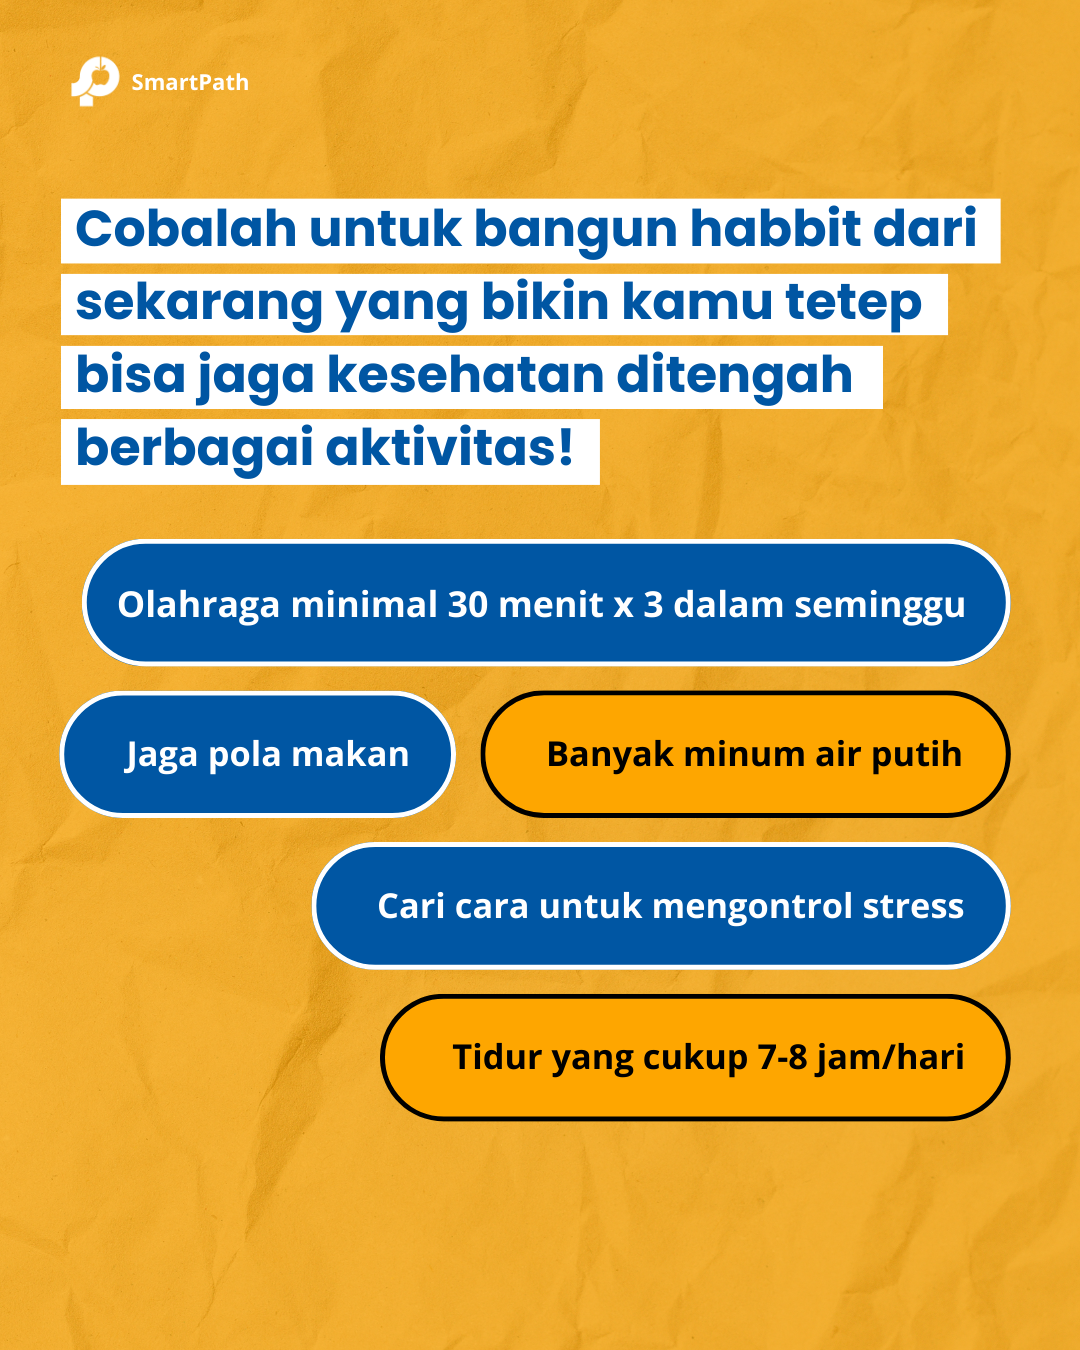 SmartPath
Cobalah untuk bangun habbit dari
sekarang yang bikin kamu tetep
bisa jaga kesehatan ditengah
berbagai aktivitas!
Olahraga minimal 30 menit x 3 dalam seminggu
Jaga pola makan
Banyak minum air putih
Cari cara untuk mengontrol stress
Tidur yang cukup 7-8 jam/hari